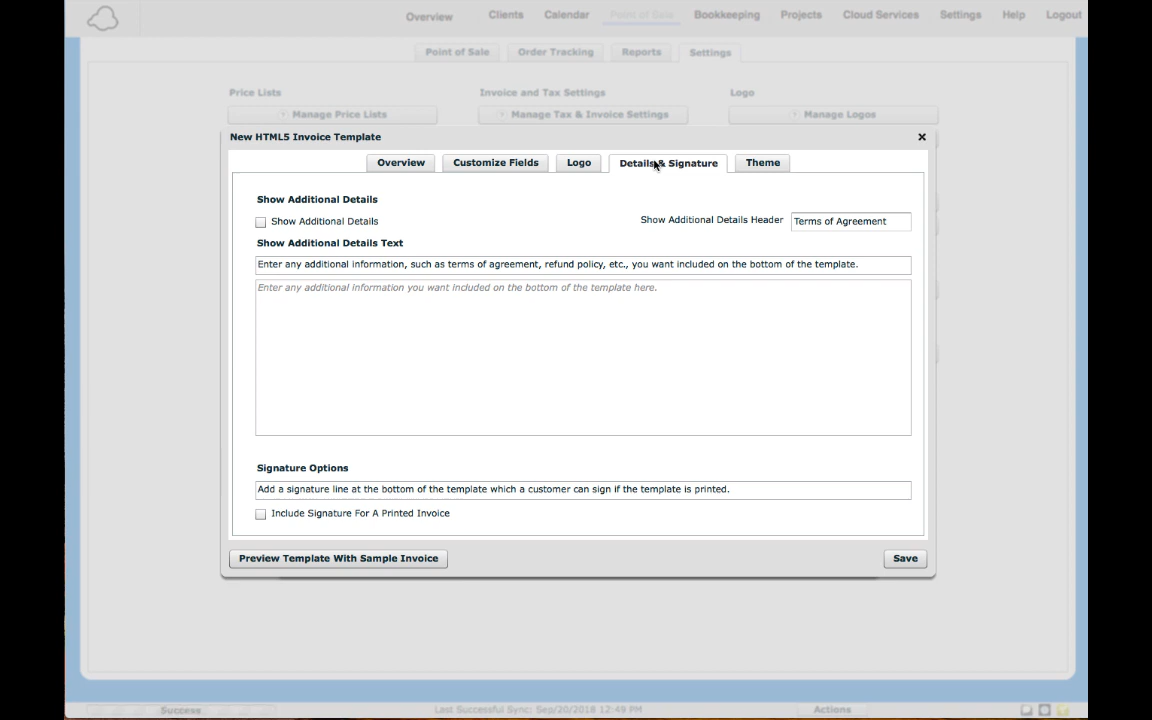 Overview Clients Calendar Point of Sale Bookkeeping Projects Cloud Services Settings Help Logout
Point of Sale Order Tracking Reports Settings
Price Lists Invoice and Tax Settings Logo
Manage Price Lists Manage Tax & Invoice Settings Manage Logos
New HTML5 Invoice Template
Overview Customize Fields Logo Details & Signature Theme
Show Additional Details
Show Additional Details Show Additional Details Header Terms of Agreement
Show Additional Details Text
Enter any additional information, such as terms of agreement, refund policy, etc., you want included on the bottom of the template.
Enter any additional information you want included on the bottom of the template here.
Signature Options
Add a signature line at the bottom of the template which a customer can sign if the template is printed.
Include Signature For A Printed Invoice
Preview Template With Sample Invoice Save
Success Last Successful Sync: Sep/20/2018 12:49 PM Actions